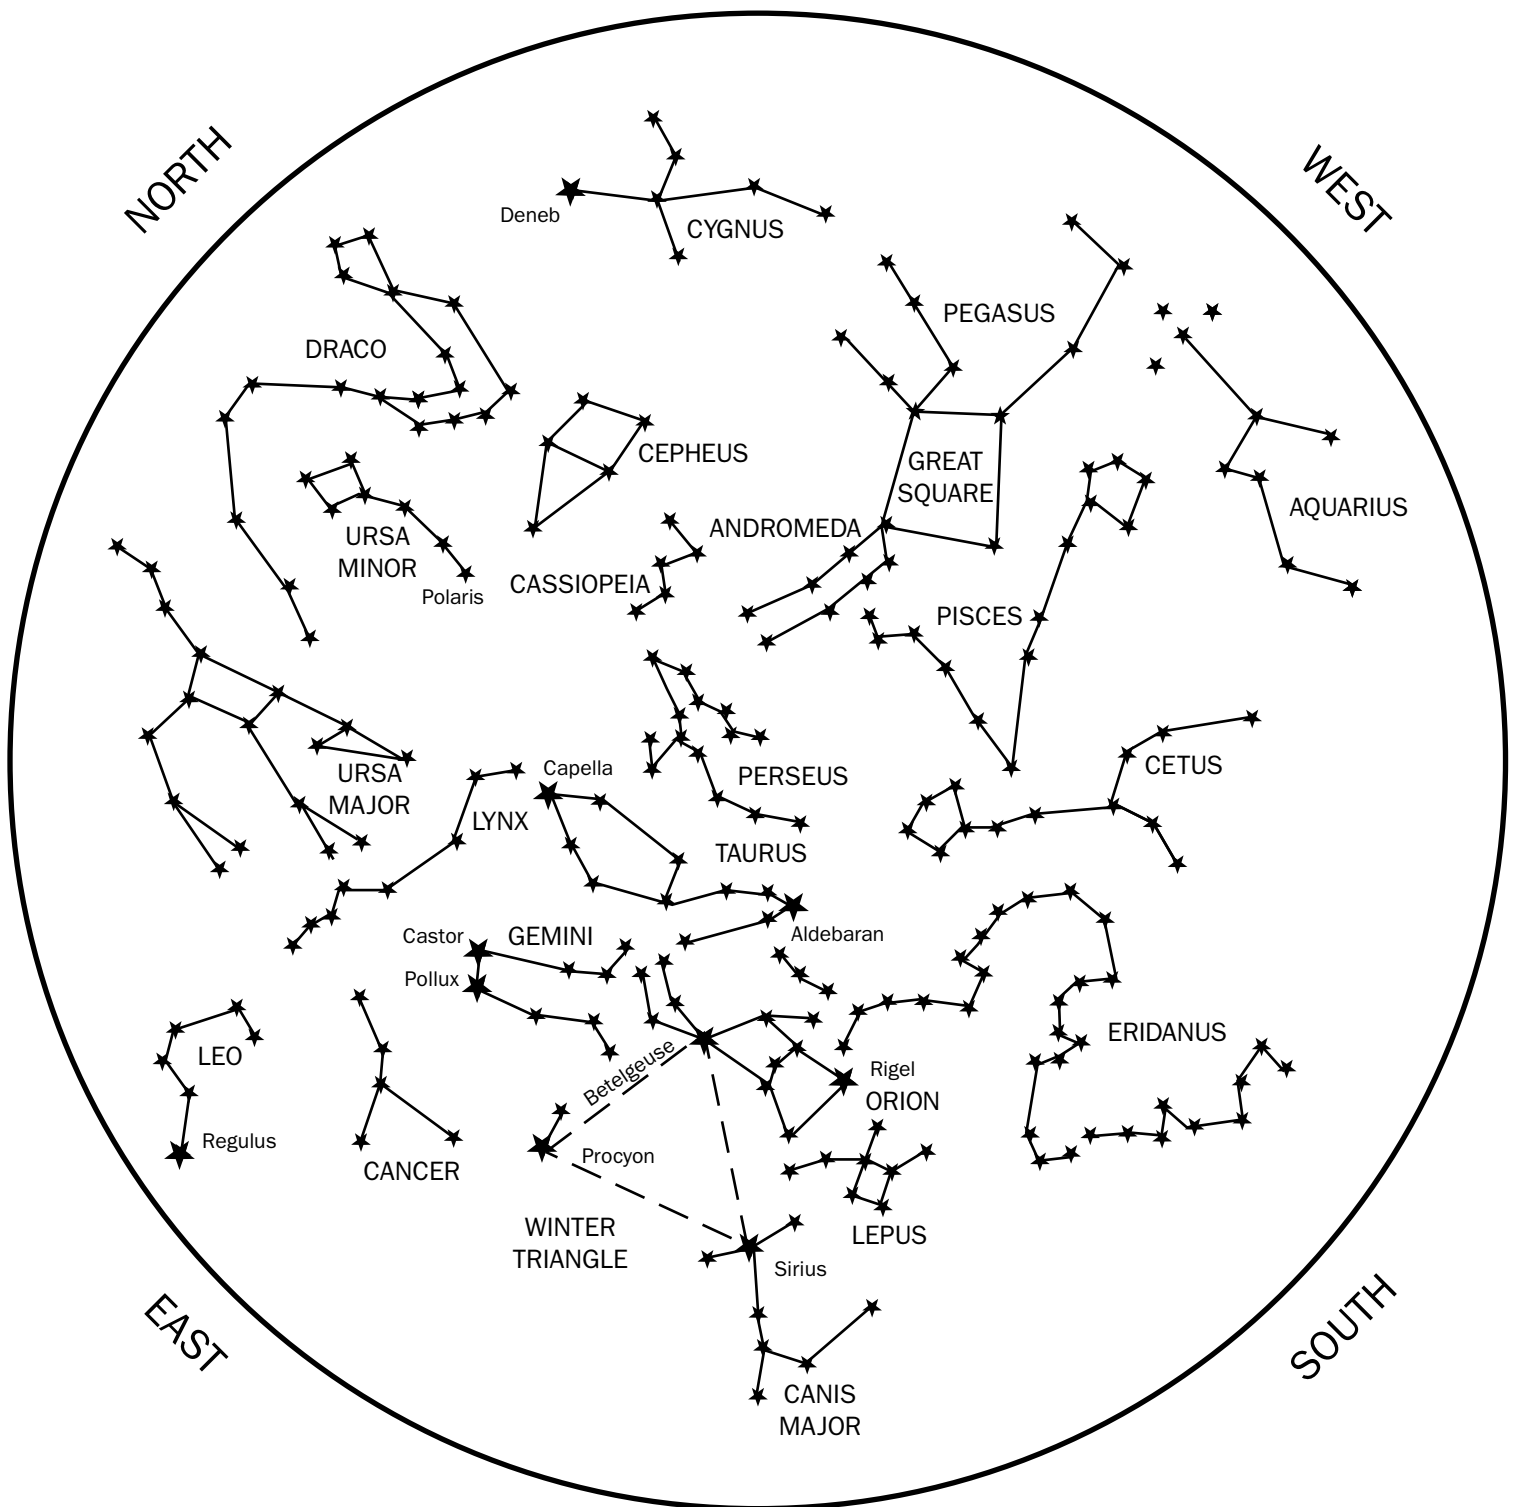 NORTH
WEST
Deneb
CYGNUS
PEGASUS
DRACO
CEPHEUS
GREAT
SQUARE
AQUARIUS
ANDROMEDA
URSA
MINOR
CASSIOPEIA
Polaris
PISCES
CETUS
URSA
MAJOR
Capella
PERSEUS
LYNX
TAURUS
Castor
GEMINI
Aldebaran
Pollux
LEO
Betelgeuse
ERIDANUS
Rigel
ORION
Regulus
CANCER
Procyon
WINTER
TRIANGLE
LEPUS
Sirius
EAST
SOUTH
CANIS
MAJOR